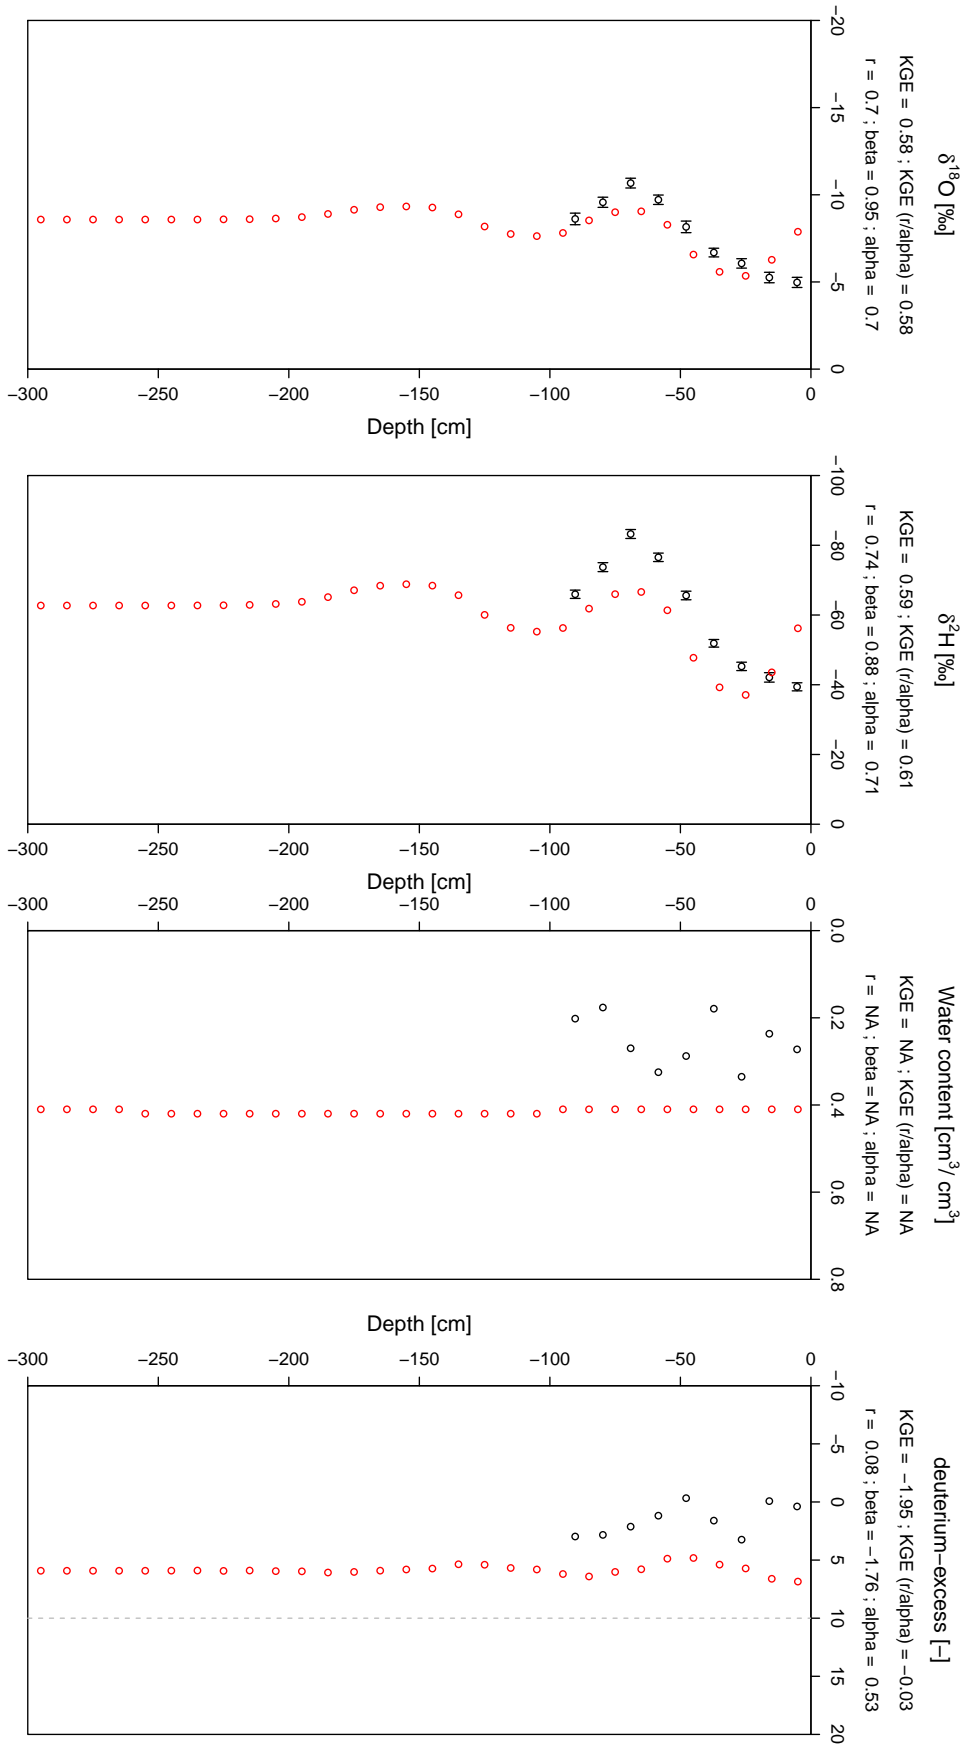 δ18O [‰]
KGE = 0.58 ; KGE (r/alpha) = 0.58
r = 0.7 ; beta = 0.95 ; alpha = 0.7
−20 −15 −10 −5 0
−300 −250 −200 −150 −100 −50 0
Depth [cm]
δ2H [‰]
KGE = 0.59 ; KGE (r/alpha) = 0.61
r = 0.74 ; beta = 0.88 ; alpha = 0.71
−100 −80 −60 −40 −20 0
−300 −250 −200 −150 −100 −50 0
Depth [cm]
Water content [cm3/ cm3]
KGE = NA ; KGE (r/alpha) = NA
r = NA ; beta = NA ; alpha = NA
0.0 0.2 0.4 0.6 0.8
−300 −250 −200 −150 −100 −50 0
Depth [cm]
deuterium−excess [−]
KGE = −1.95 ; KGE (r/alpha) = −0.03
r = 0.08 ; beta = −1.76 ; alpha = 0.53
−10 −5 0 5 10 15 20
−300 −250 −200 −150 −100 −50 0